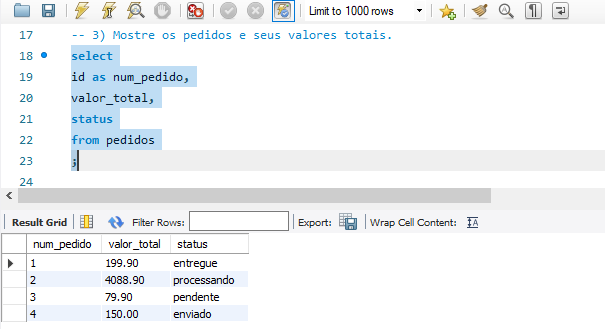 Limit to 1000 rows
17 -- 3) Mostre os pedidos e seus valores totais.
18 select
19 id as num_pedido,
20 valor_total,
21 status
22 from pedidos
23 ;
24
Result Grid Filter Rows: Export: Wrap Cell Content:
num_pedido valor_total status
1 199.90 entregue
2 4088.90 processando
3 79.90 pendente
4 150.00 enviado